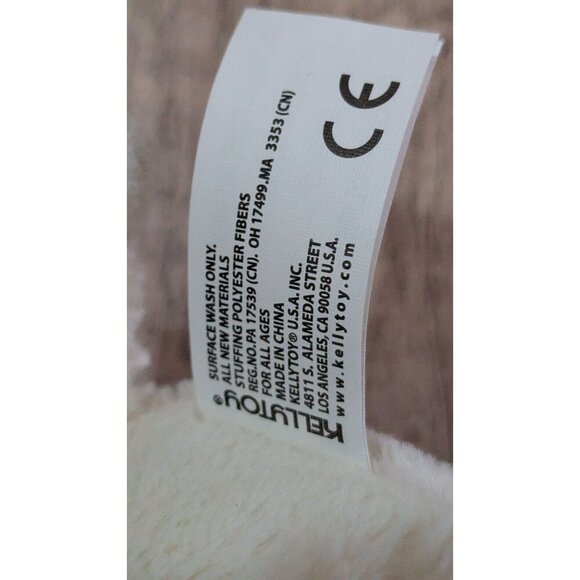 KELLYTOY®
SURFACE WASH ONLY.
ALL NEW MATERIALS
STUFFING POLYESTER FIBERS
REG.NO.PA 17539 (CN). OH 17499.MA 3353 (CN)
FOR ALL AGES
MADE IN CHINA
KELLYTOY® U.S.A. INC.
4811 S. ALAMEDA STREET
LOS ANGELES, CA 90058 U.S.A.
www.kellytoy.com
CE